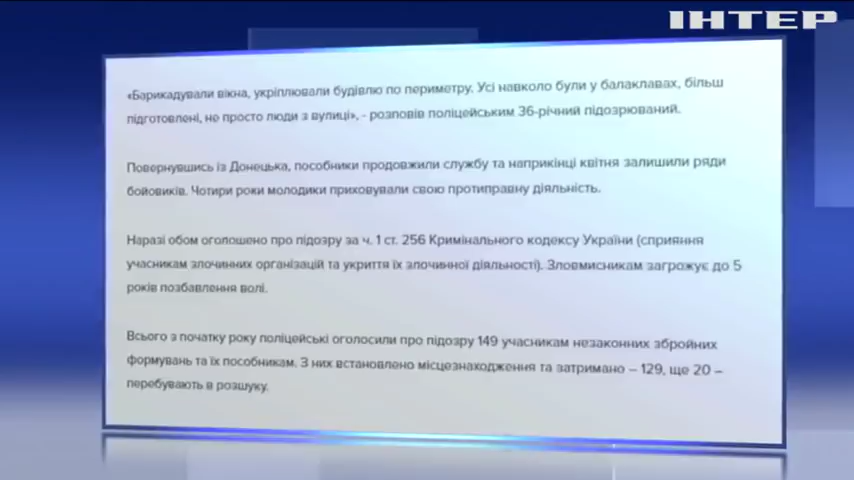 ІНТЕР
«Барикадували вікна, укріплювали будівлю по периметру. Усі навколо були у балаклавах, більш
підготовлені, не просто люди з вулиці», - розповів поліцейським 36-річний підозрюваний.
Повернувшись із Донецька, пособники продовжили службу та наприкінці квітня залишили ряди
бойовиків. Чотири роки молодики приховували свою протиправну діяльність.
Наразі обом оголошено про підозру за ч. 1 ст. 256 Кримінального кодексу України (сприяння
учасникам злочинних організацій та укриття їх злочинної діяльності). Зловмисникам загрожує до 5
років позбавлення волі.
Всього з початку року поліцейські оголосили про підозру 149 учасникам незаконних збройних
формувань та їх пособникам. З них встановлено місцезнаходження та затримано – 129, ще 20 –
перебувають в розшуку.